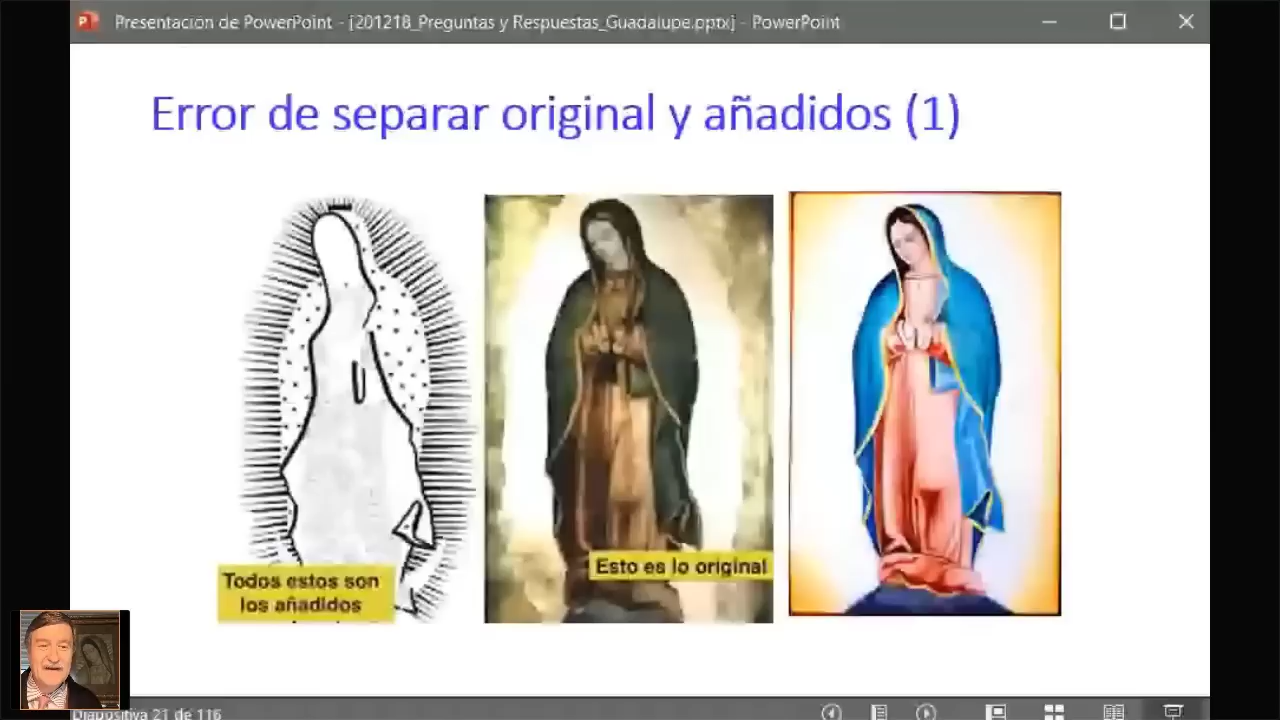 Presentación de PowerPoint - [201218_Preguntas y Respuestas_Guadalupe.pptx] - PowerPoint
Error de separar original y añadidos (1)
Todos estos son
los añadidos
Esto es lo original
Diapositiva 21 de 116